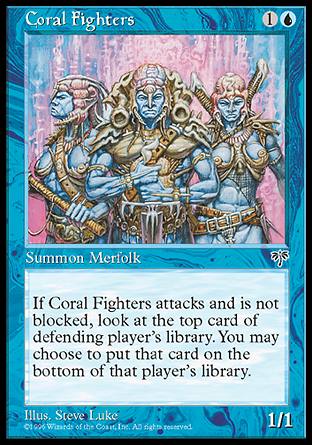 Coral Fighters 1
Summon Merfolk
If Coral Fighters attacks and is not
blocked, look at the top card of
defending player's library. You may
choose to put that card on the
bottom of that player's library.
Illus. Steve Luke
©1996 Wizards of the Coast, Inc. All rights reserved.
1/1